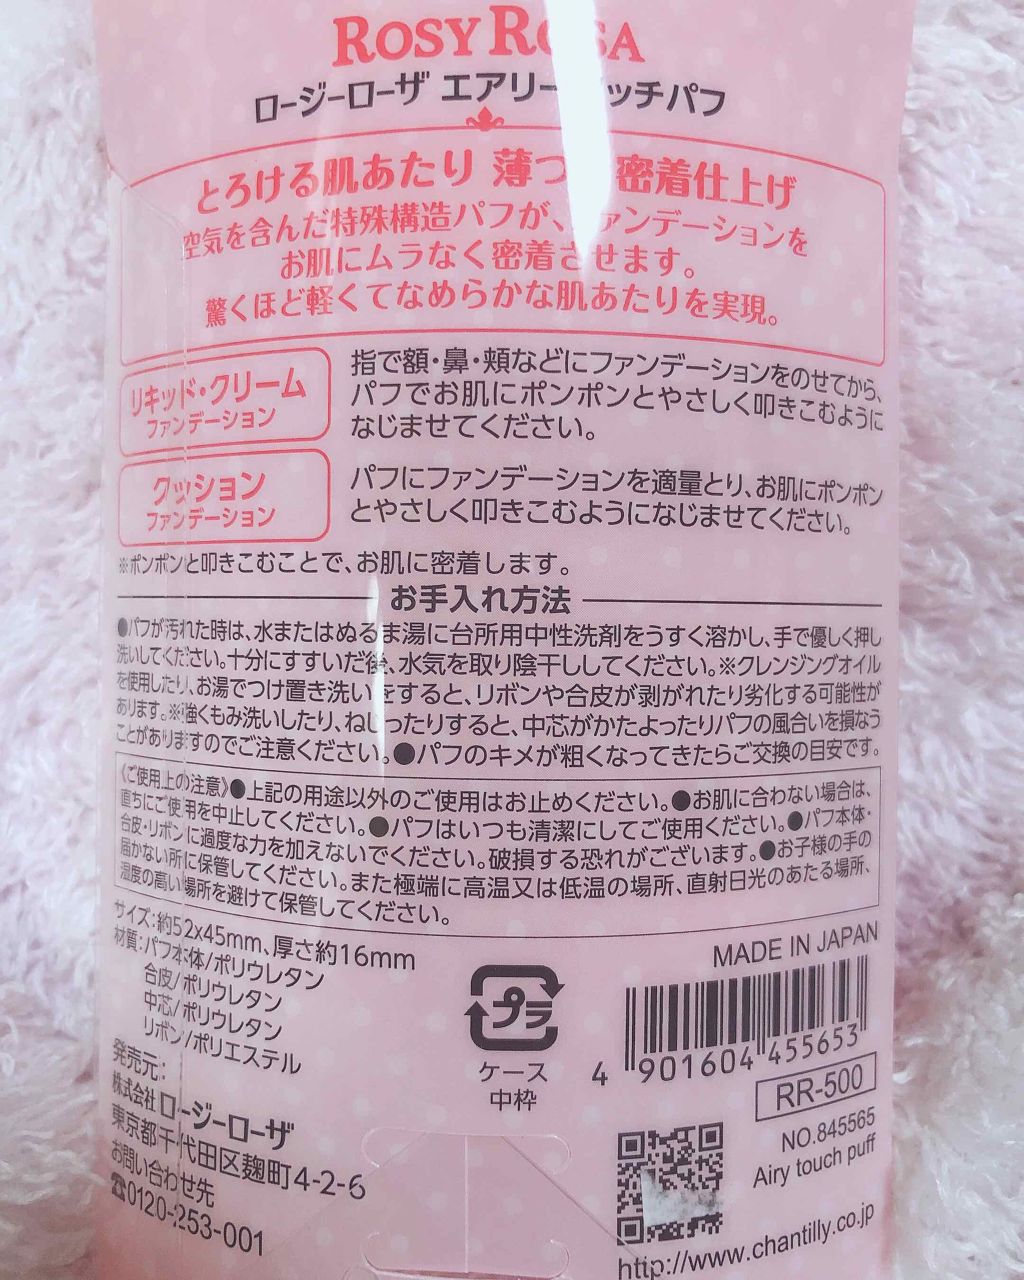 ROSY ROSA
ロージーローザ エアリー ッチパフ
とろける肌あたり 薄づ 密着仕上げ
空気を含んだ特殊構造パフが、ファンデーションを
お肌にムラなく密着させます。
驚くほど軽くてなめらかな肌あたりを実現。
リキッド・クリーム
ファンデーション
指で額・鼻・頬などにファンデーションをのせてから、
パフでお肌にポンポンとやさしく叩きこむように
なじませてください。
クッション
ファンデーション
パフにファンデーションを適量とり、お肌にポンポン
とやさしく叩きこむようになじませてください。
※ポンポンと叩きこむことで、お肌に密着します。
お手入れ方法
●パフが汚れた時は、水またはぬるま湯に台所用中性洗剤をうすく溶かし、手で優しく押し
洗いしてください。十分にすすいだ後、水気を取り陰干ししてください。※クレンジングオイル
を使用したり、お湯でつけ置き洗いをすると、リボンや合皮が剥がれたり劣化する可能性が
あります。※強くもみ洗いしたり、ねじったりすると、中芯がかたよったりパフの風合いを損なう
ことがありますのでご注意ください。●パフのキメが粗くなってきたらご交換の目安です。
《ご使用上の注意》●上記の用途以外のご使用はお止めください。●お肌に合わない場合は、
直ちにご使用を中止してください。●パフはいつも清潔にしてご使用ください。●パフ本体・
合皮・リボンに過度な力を加えないでください。破損する恐れがございます。●お子様の手の
届かない所に保管してください。また極端に高温又は低温の場所、直射日光のあたる場所、
湿度の高い場所を避けて保管してください。
サイズ:約52x45mm、厚さ約16mm
材質:パフ本体/ポリウレタン
合皮/ポリウレタン
中芯/ポリウレタン
リボン/ポリエステル
発売元:
株式会社ロージーローザ
東京都千代田区麹町4-2-6
お問い合わせ先
☎0120-253-001
プラ
ケース
中枠
MADE IN JAPAN
4 901604 455653
RR-500
NO.845565
Airy touch puff
http://www.chantilly.co.jp